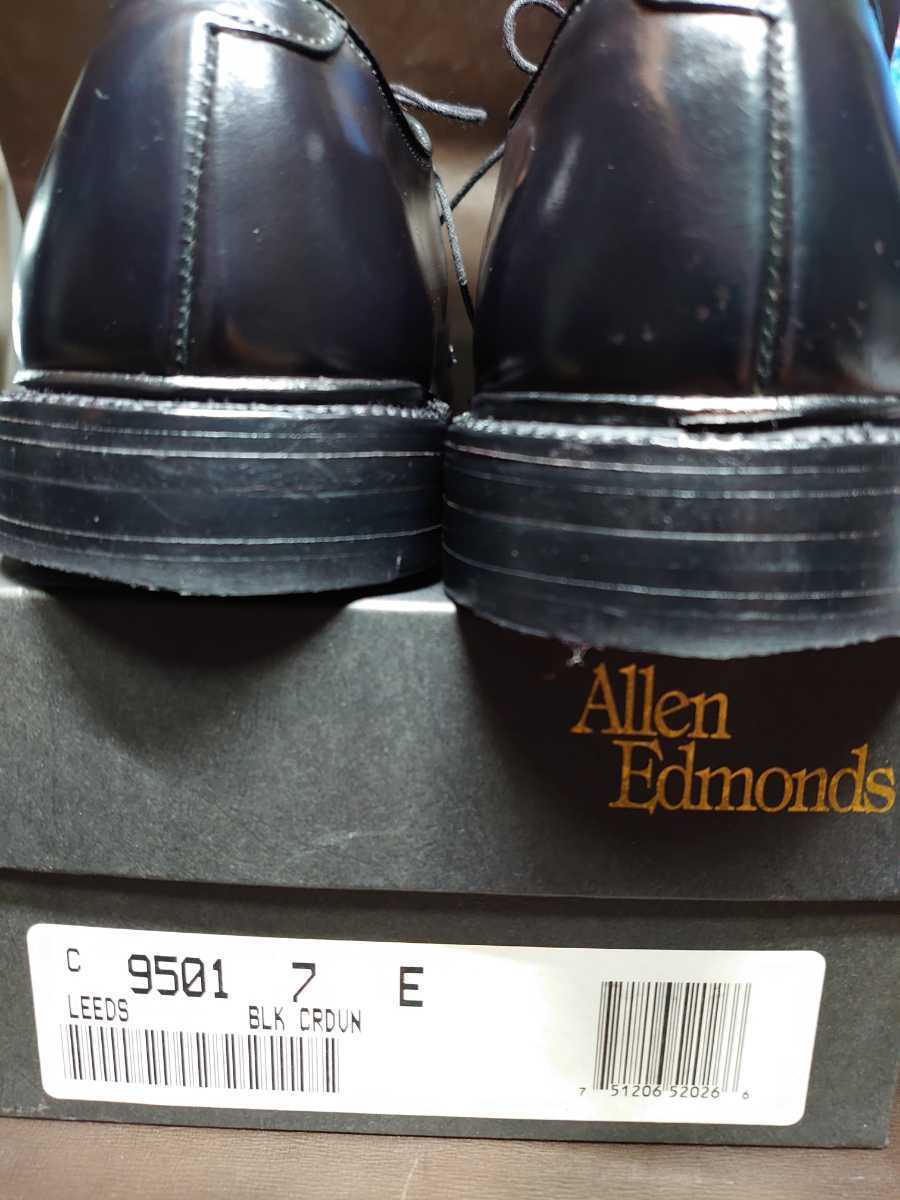 Allen
Edmonds
C 9501 7 E
LEEDS BLK CRDVN
7 51206 52026 6